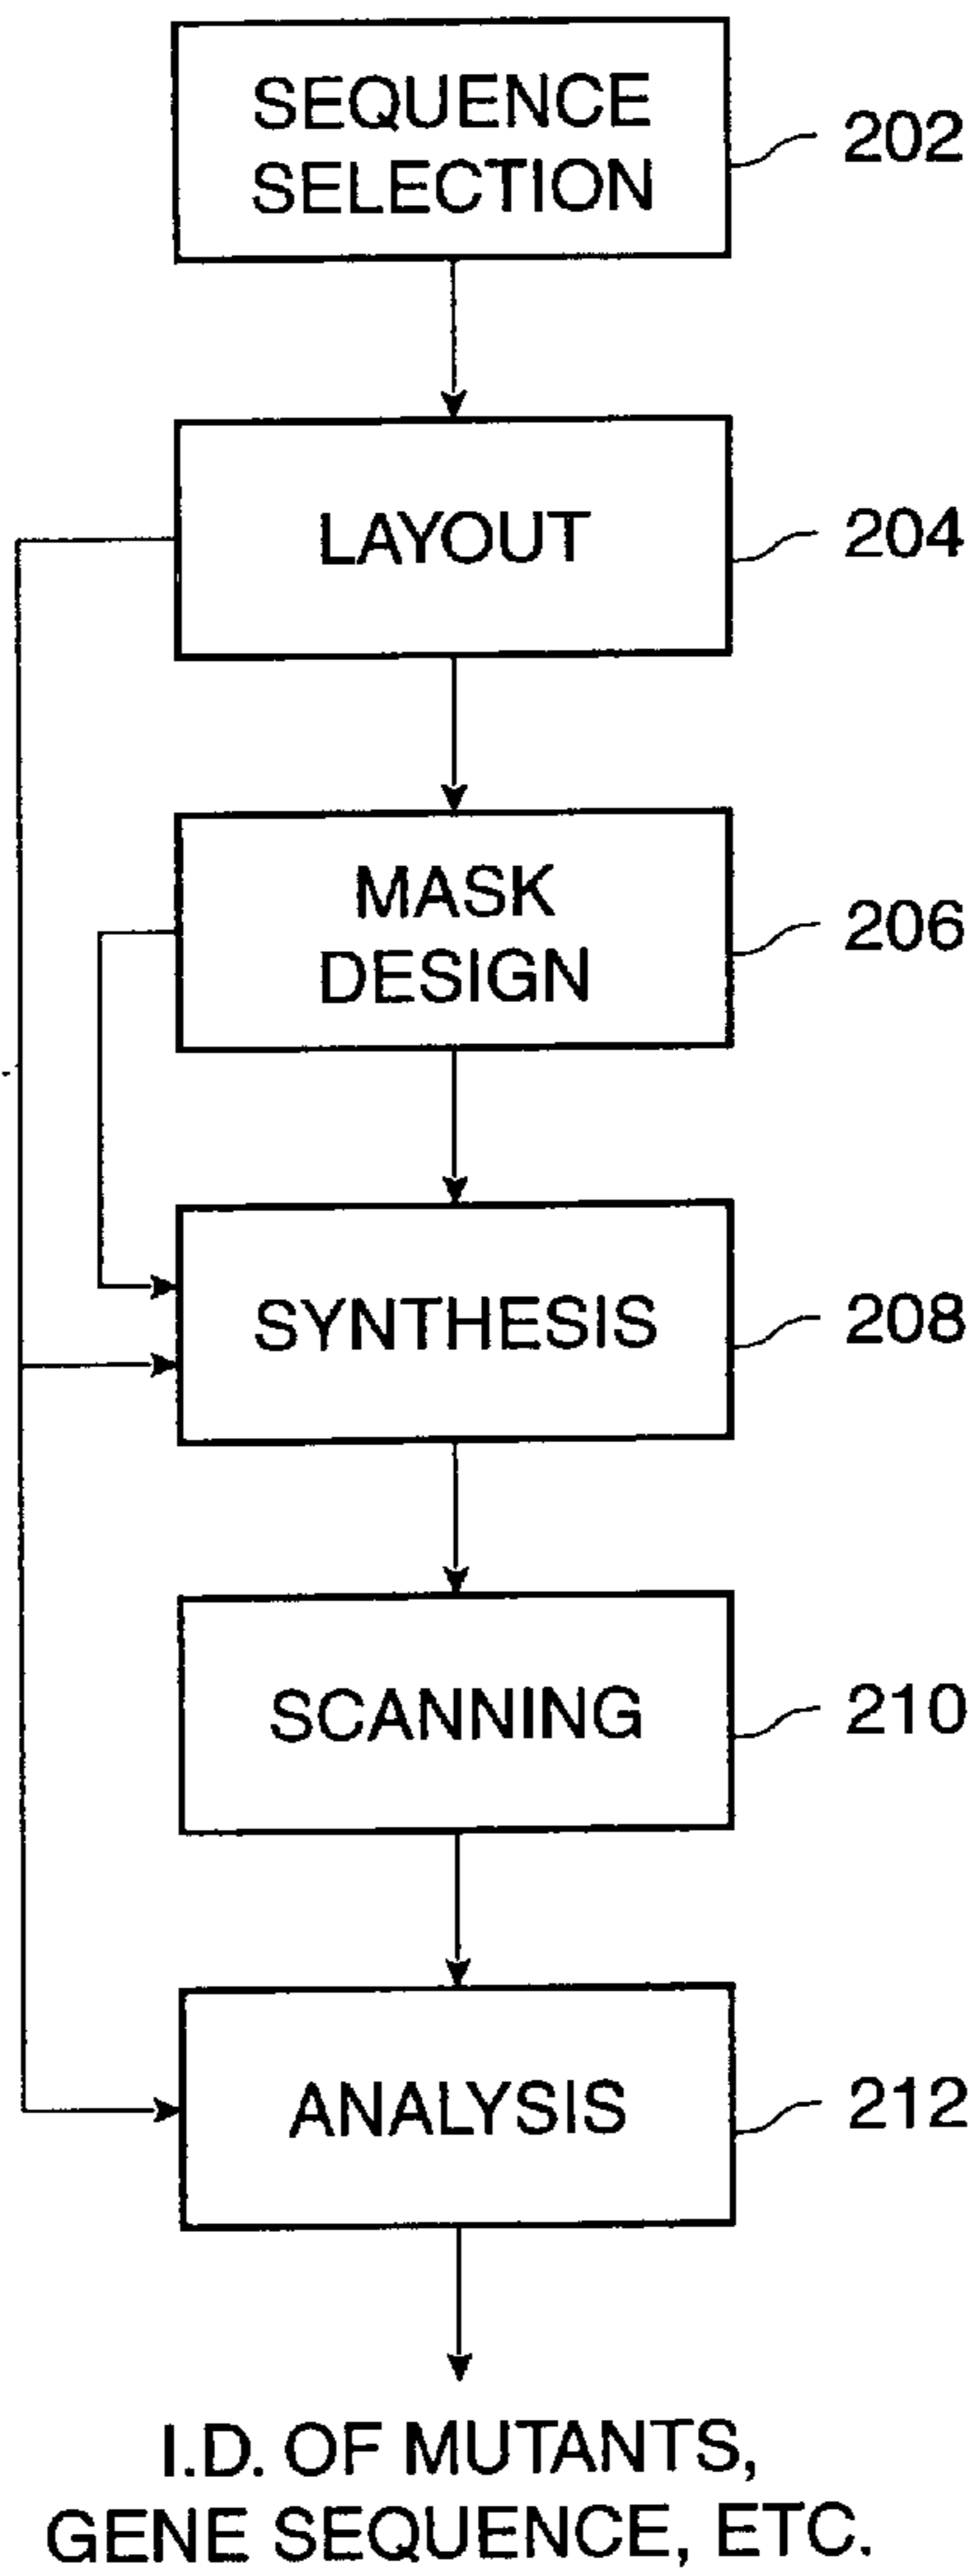 SEQUENCE
SELECTION
202
LAYOUT
204
MASK
DESIGN
206
SYNTHESIS
208
SCANNING
210
ANALYSIS
212
I.D. OF MUTANTS,
GENE SEQUENCE, ETC.